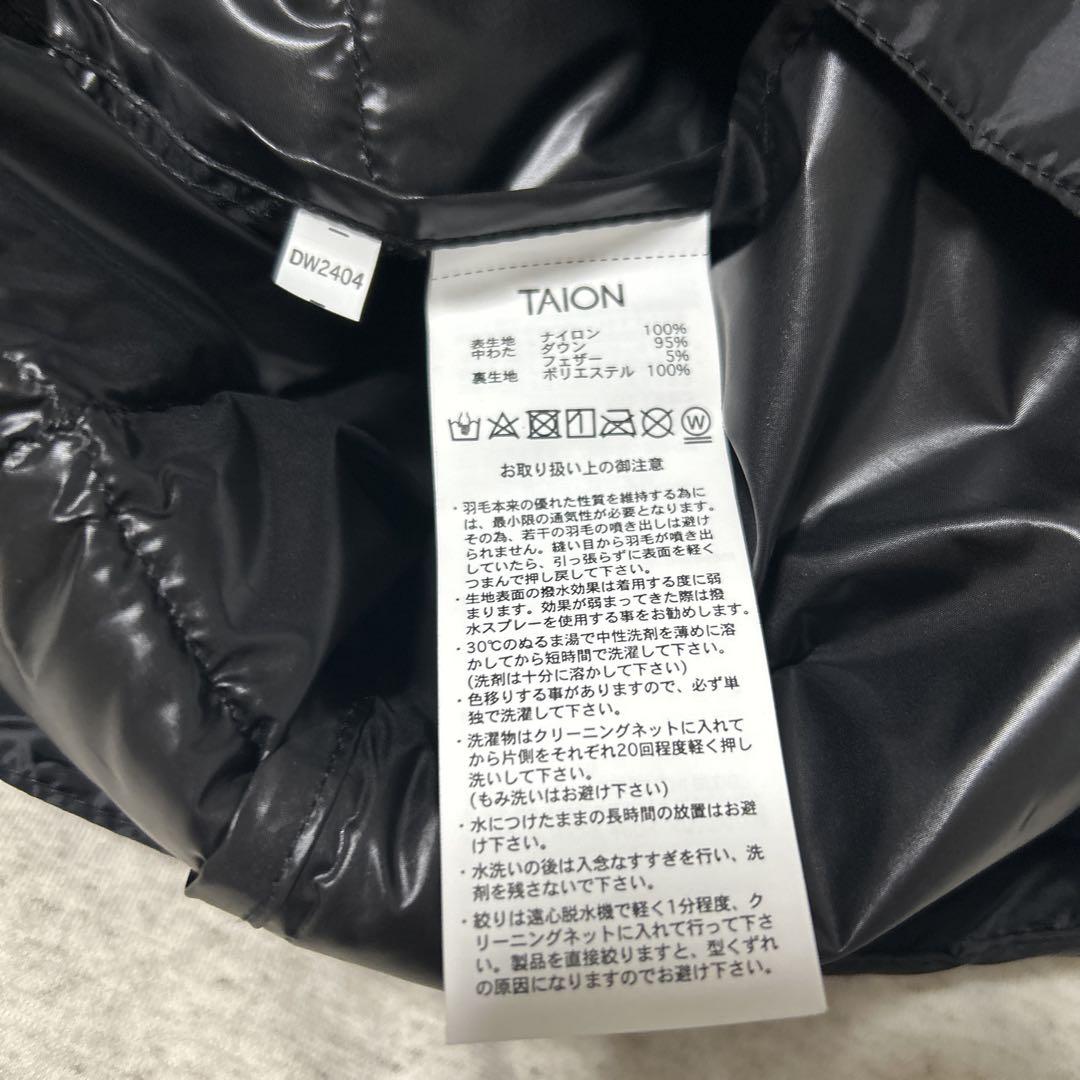 DW2404
TAION
表生地 ナイロン 100%
中わた ダウン 95%
フェザー 5%
裏生地 ポリエステル 100%
W
お取り扱い上の御注意
・羽毛本来の優れた性質を維持する為に
は、最小限の通気性が必要となります。
その為、若干の羽毛の噴き出しは避け
られません。縫い目から羽毛が噴き出
していたら、引っ張らずに表面を軽く
つまんで押し戻して下さい。
・生地表面の撥水効果は着用する度に弱
まります。効果が弱まってきた際は撥
水スプレーを使用する事をお勧めします。
・30℃のぬるま湯で中性洗剤を薄めに溶
かしてから短時間で洗濯して下さい。
(洗剤は十分に溶かして下さい)
・色移りする事がありますので、必ず単
独で洗濯して下さい。
・洗濯物はクリーニングネットに入れて
から片側をそれぞれ20回程度軽く押し
洗いして下さい。
(もみ洗いはお避け下さい)
・水につけたままの長時間の放置はお避
け下さい。
・水洗いの後は入念なすすぎを行い、洗
剤を残さないで下さい。
・絞りは遠心脱水機で軽く1分程度、ク
リーニングネットに入れて行って下さ
い。製品を直接絞りますと、型くずれ
の原因になりますのでお避け下さい。